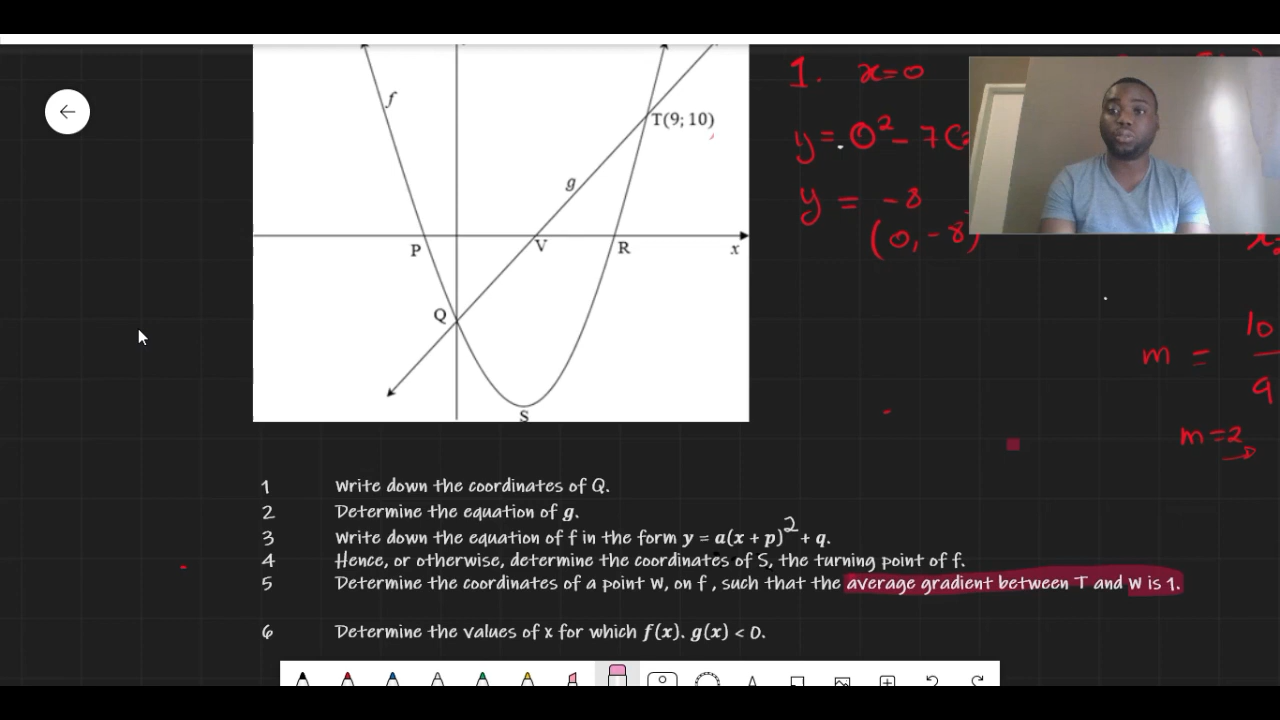 f
T(9; 10)
g
P
V
R
x
Q
S
1. x=0
y= 0² - 7(
y = -8
(0, -8)
m = 10
9
m = 2
1 Write down the coordinates of Q.
2 Determine the equation of g.
3 Write down the equation of f in the form y = a(x + p)² + q.
4 Hence, or otherwise, determine the coordinates of S, the turning point of f.
5 Determine the coordinates of a point W, on f, such that the average gradient between T and W is 1.
6 Determine the values of x for which f(x). g(x) < 0.